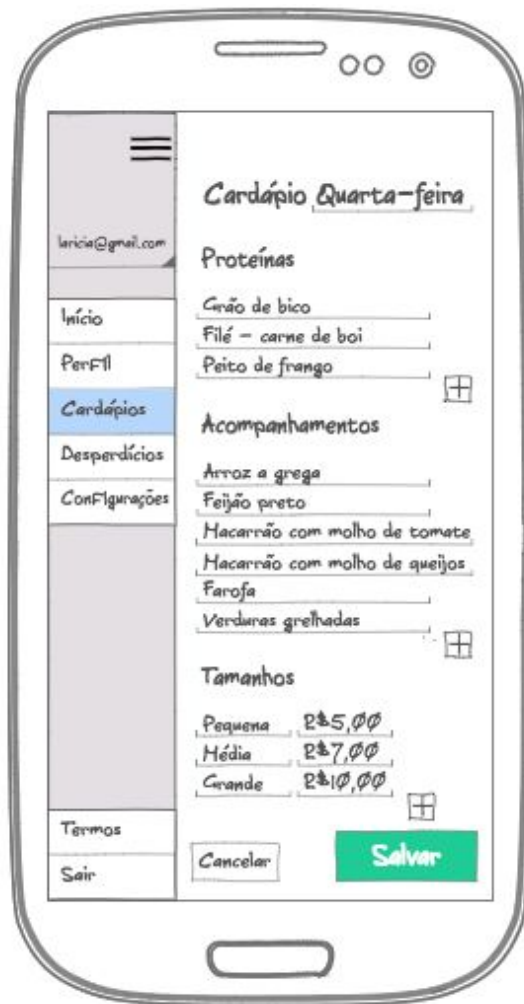 laricia@gmail.com
Início
Perfil
Cardápios
Desperdícios
Configurações
Termos
Sair
Cardápio Quarta-feira
Proteínas
Grão de bico
Filé - carne de boi
Peito de frango
Acompanhamentos
Arroz a grega
Feijão preto
Macarrão com molho de tomate
Macarrão com molho de queijos
Farofa
Verduras grelhadas
Tamanhos
Pequena R$5,00
Média R$7,00
Grande R$10,00
Cancelar Salvar